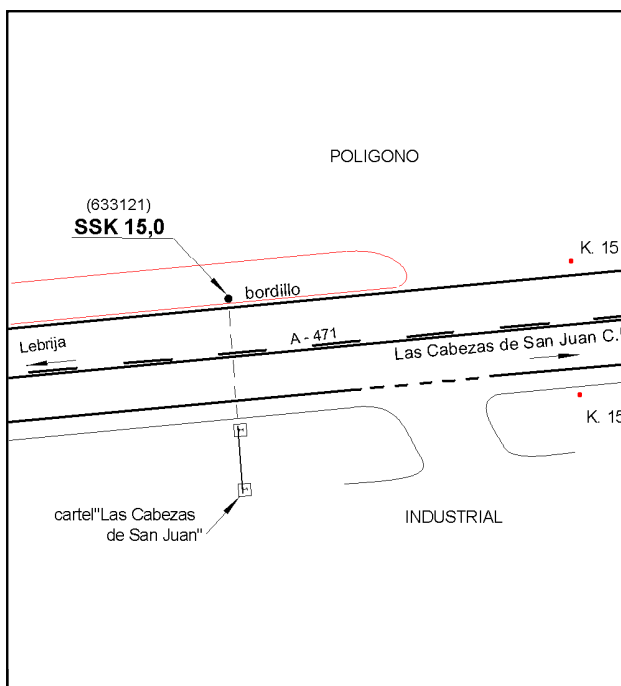 POLIGONO
(633121)
SSK 15,0
K. 15
bordillo
A - 471
Lebrija
Las Cabezas de San Juan C.
K. 15
cartel"Las Cabezas
de San Juan"
INDUSTRIAL